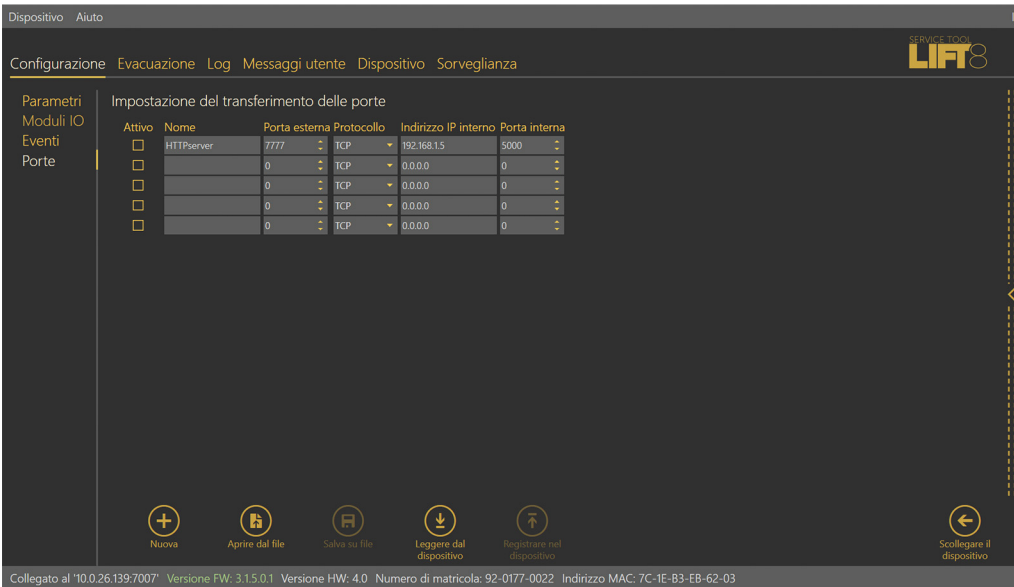 Dispositivo Aiuto
SERVICE TOOL
LIFT8
Configurazione Evacuazione Log Messaggi utente Dispositivo Sorveglianza
Parametri
Moduli IO
Eventi
Porte
Impostazione del transferimento delle porte
Attivo Nome Porta esterna Protocollo Indirizzo IP interno Porta interna
HTTPserver 7777 TCP 192.168.1.5 5000
0 TCP 0.0.0.0 0
0 TCP 0.0.0.0 0
0 TCP 0.0.0.0 0
0 TCP 0.0.0.0 0
Nuova
Aprire dal file
Salva su file
Leggere dal
dispositivo
Registrare nel
dispositivo
Scollegare il
dispositivo
Collegato al '10.0.26.139:7007' Versione FW: 3.1.5.0.1 Versione HW: 4.0 Numero di matricola: 92-0177-0022 Indirizzo MAC: 7C-1E-B3-EB-62-03